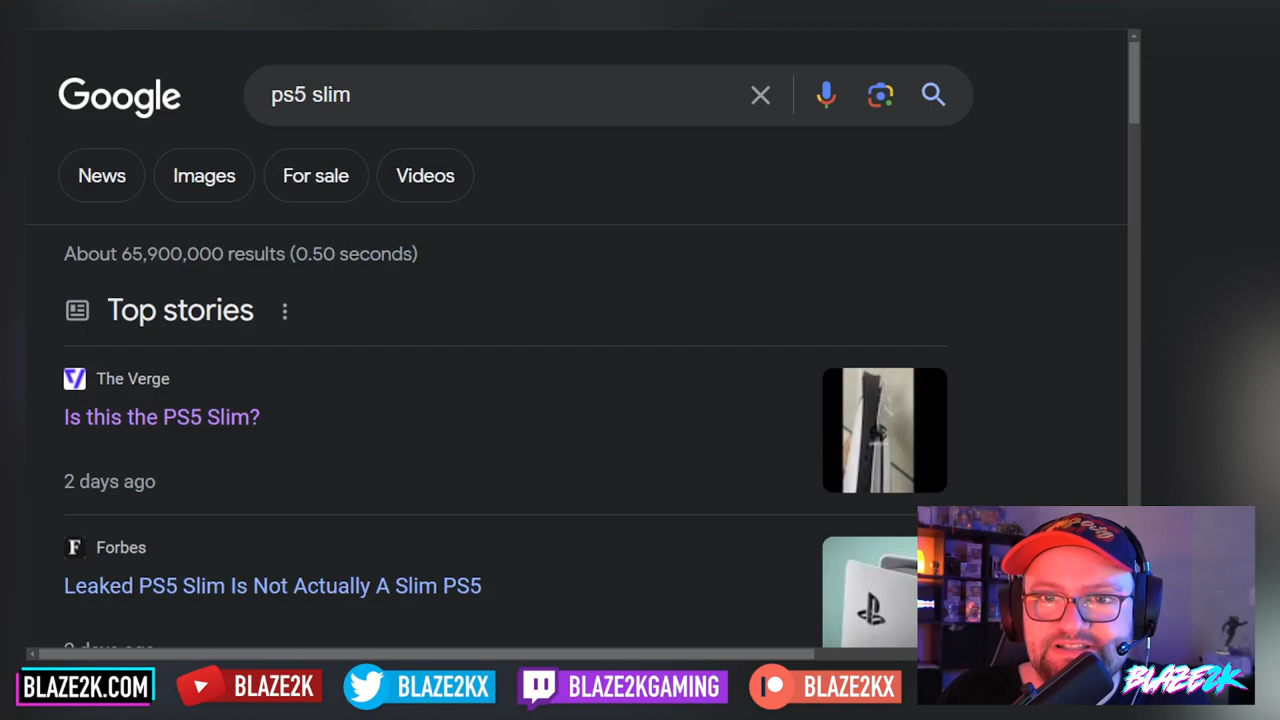 Google
ps5 slim
News Images For sale Videos
About 65,900,000 results (0.50 seconds)
Top stories
The Verge
Is this the PS5 Slim?
2 days ago
F Forbes
Leaked PS5 Slim Is Not Actually A Slim PS5
BLAZE2K.COM BLAZE2K BLAZE2KX BLAZE2KGAMING BLAZE2KX
BLAZE2K